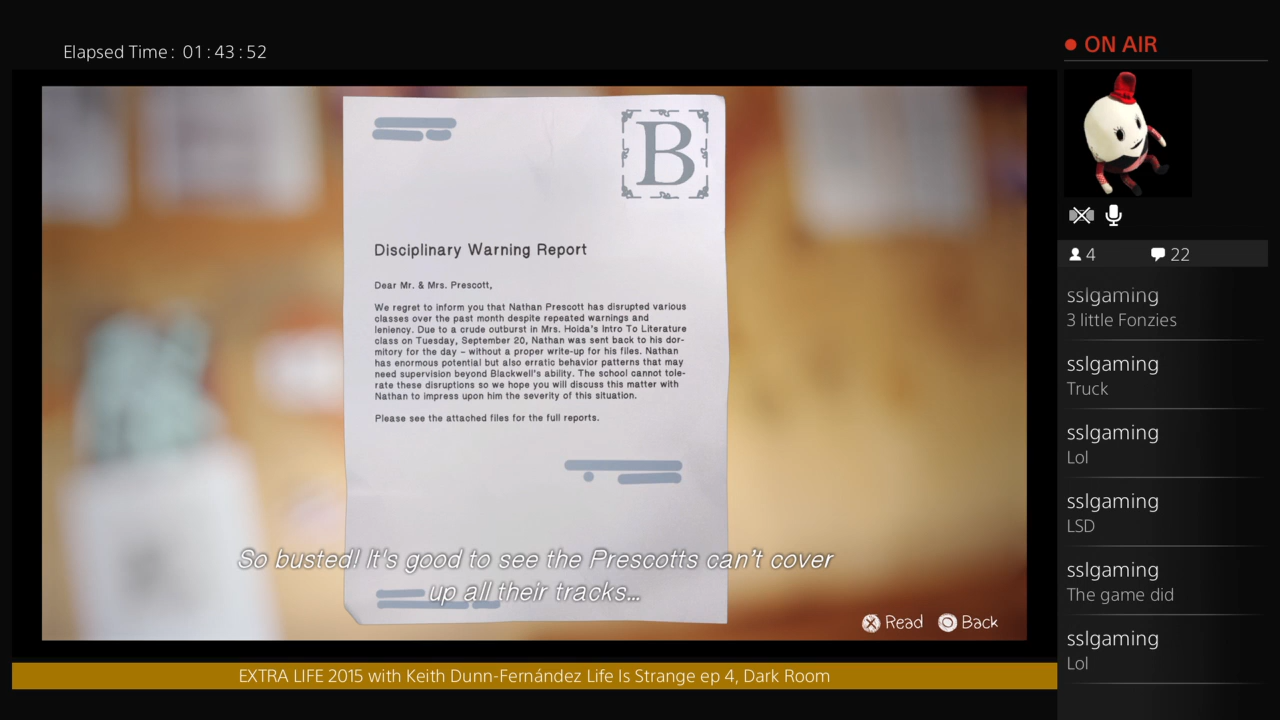 Elapsed Time: 01:43:52
ON AIR
B
Disciplinary Warning Report
Dear Mr. & Mrs. Prescott,
We regret to inform you that Nathan Prescott has disrupted various
classes over the past month despite repeated warnings and
leniency. Due to a crude outburst in Mrs. Hoida's Intro To Literature
class on Tuesday, September 20, Nathan was sent back to his dor-
mitory for the day – without a proper write-up for his files. Nathan
has enormous potential but also erratic behavior patterns that may
need supervision beyond Blackwell's ability. The school cannot tole-
rate these disruptions so we hope you will discuss this matter with
Nathan to impress upon him the severity of this situation.
Please see the attached files for the full reports.
So busted! It's good to see the Prescotts can't cover
up all their tracks...
Read Back
EXTRA LIFE 2015 with Keith Dunn-Fernández Life Is Strange ep 4, Dark Room
4 22
sslgaming
3 little Fonzies
sslgaming
Truck
sslgaming
Lol
sslgaming
LSD
sslgaming
The game did
sslgaming
Lol